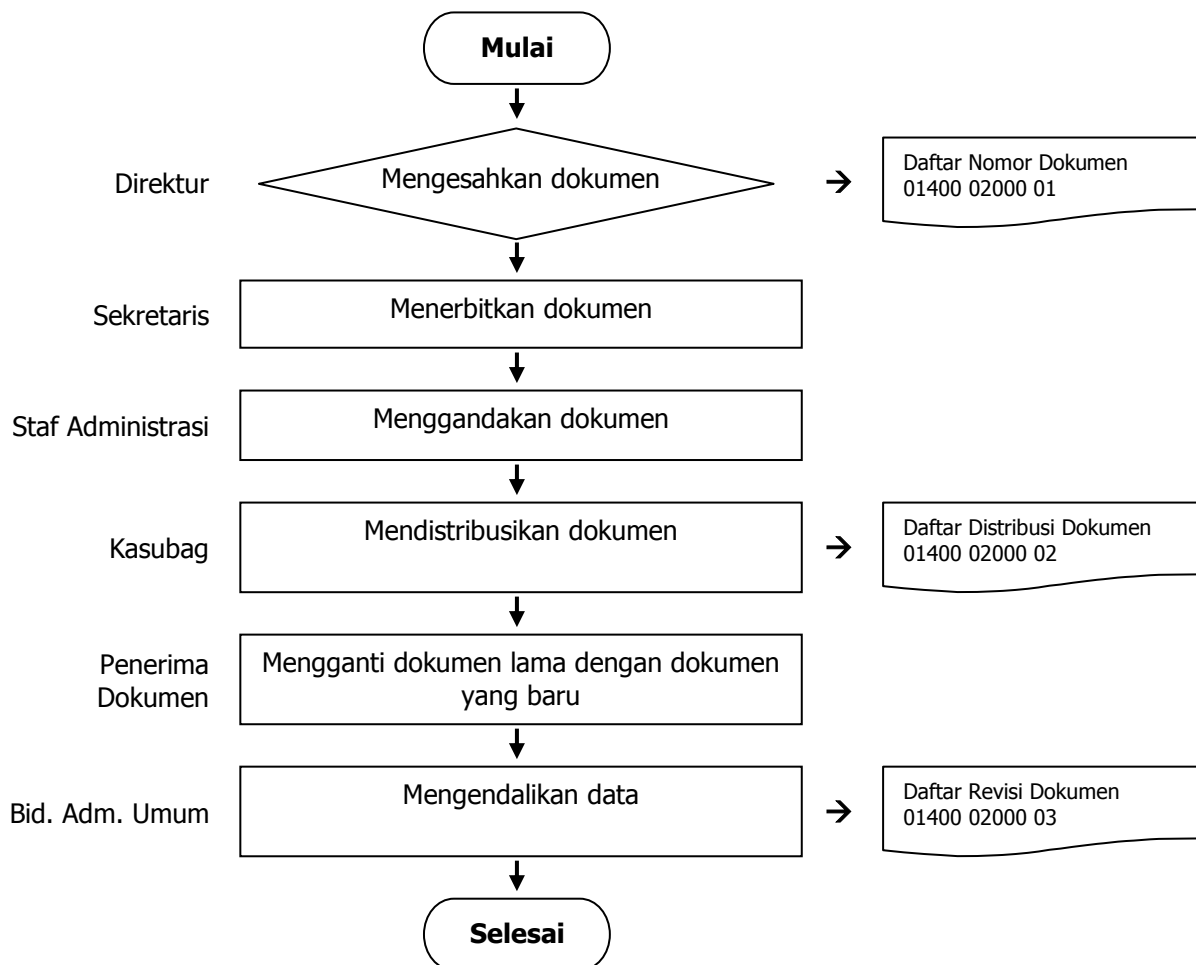 Mulai
Direktur
Mengesahkan dokumen
Daftar Nomor Dokumen
01400 02000 01
Sekretaris
Menerbitkan dokumen
Staf Administrasi
Menggandakan dokumen
Kasubag
Mendistribusikan dokumen
Daftar Distribusi Dokumen
01400 02000 02
Penerima
Dokumen
Mengganti dokumen lama dengan dokumen
yang baru
Bid. Adm. Umum
Mengendalikan data
Daftar Revisi Dokumen
01400 02000 03
Selesai